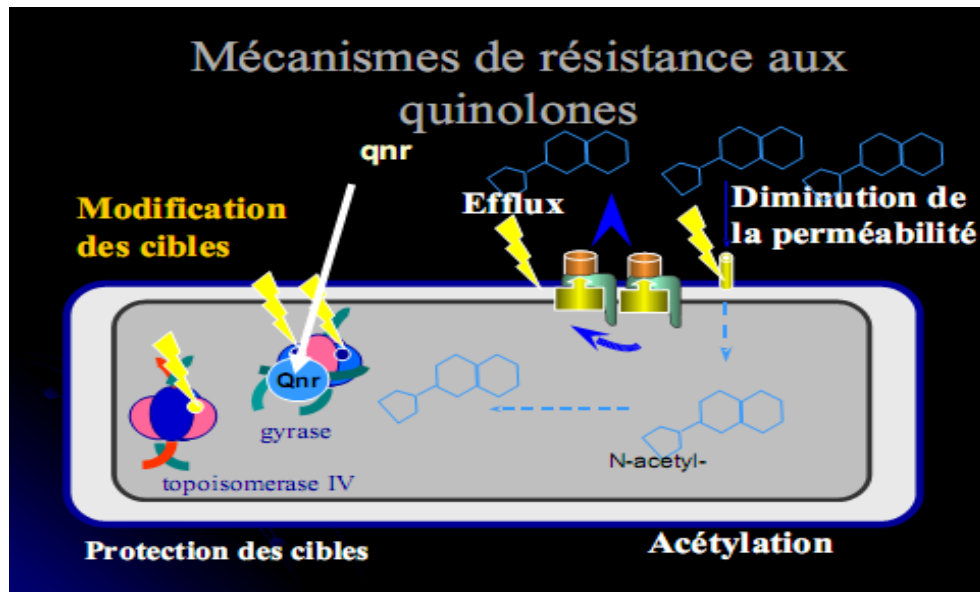 Mécanismes de résistance aux
quinolones
qnr
Modification
des cibles
Efflux
Diminution de
la perméabilité
Qnr
gyrase
topoisomerase IV
N-acetyl-
Protection des cibles
Acétylation